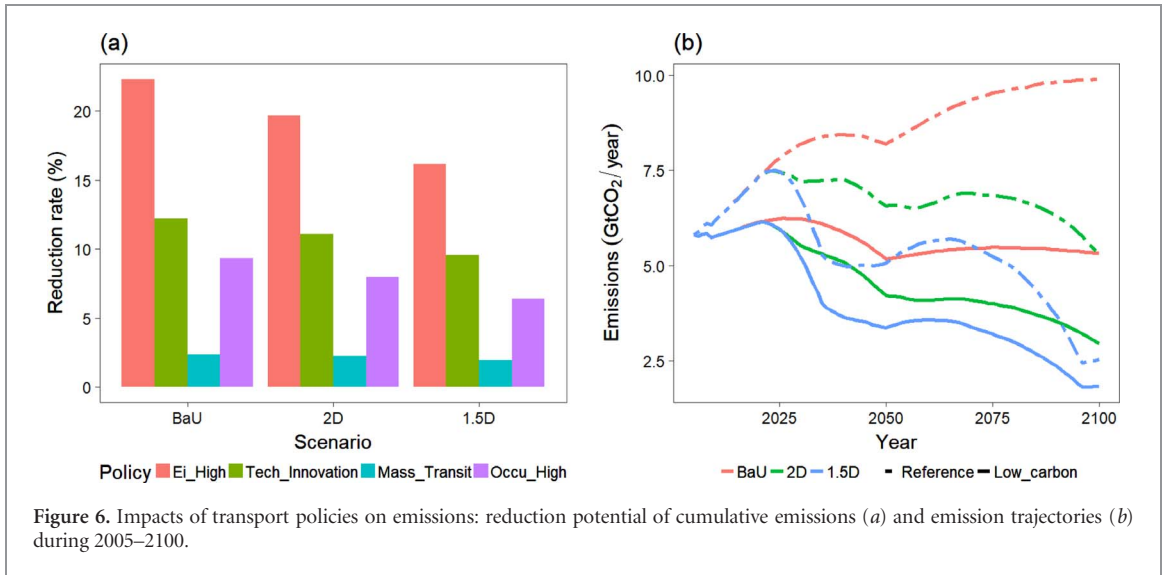 (a)
Reduction rate (%)
20
15
10
5
0
BaU 2D 1.5D
Scenario
Policy Ei_High Tech_Innovation Mass_Transit Occu_High
(b)
Emissions (GtCO₂/year)
10.0
7.5
5.0
2.5
2025 2050 2075 2100
Year
BaU 2D 1.5D Reference Low_carbon
Figure 6. Impacts of transport policies on emissions: reduction potential of cumulative emissions (a) and emission trajectories (b)
during 2005–2100.